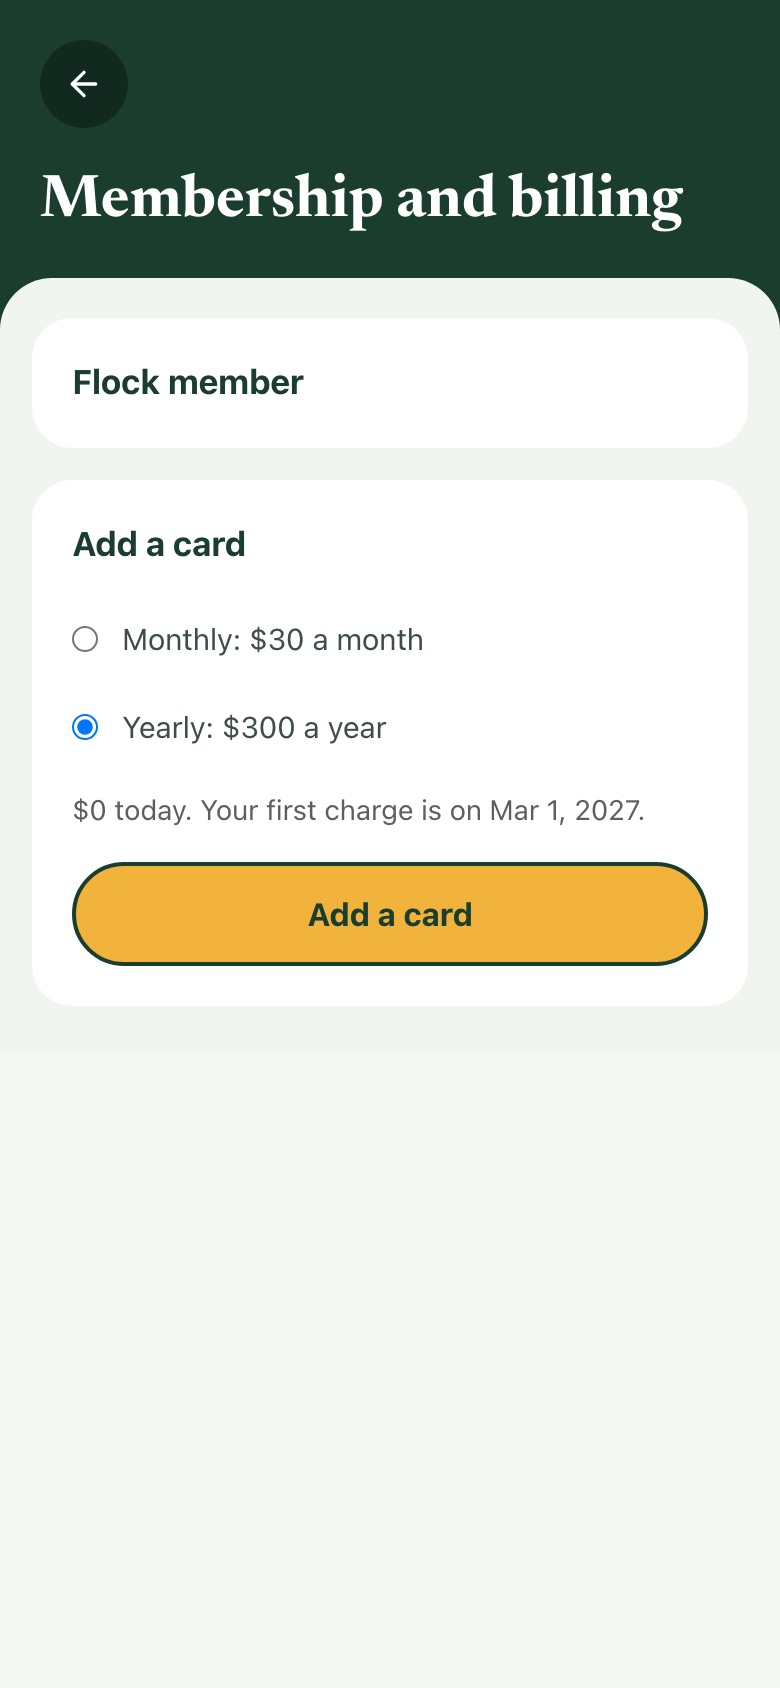 Membership and billing
Flock member
Add a card
Monthly: $30 a month
Yearly: $300 a year
$0 today. Your first charge is on Mar 1, 2027.
Add a card